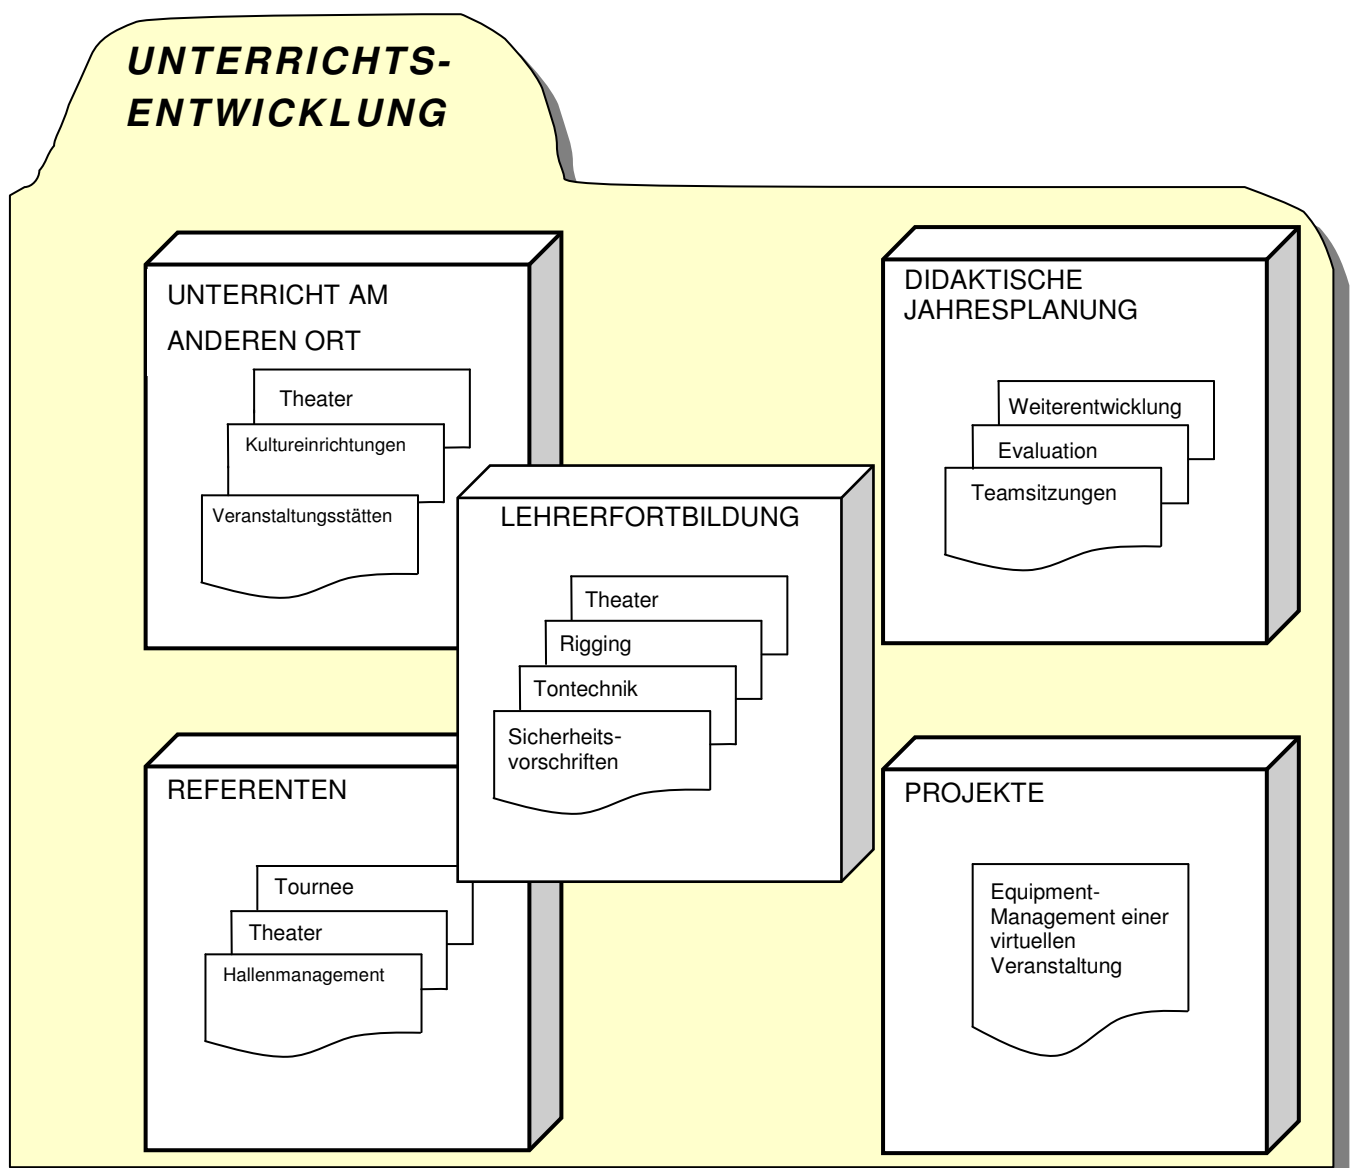 UNTERRICHTS-
ENTWICKLUNG
UNTERRICHT AM
ANDEREN ORT
Theater
Kultureinrichtungen
Veranstaltungsstätten
DIDAKTISCHE
JAHRESPLANUNG
Weiterentwicklung
Evaluation
Teamsitzungen
LEHRERFORTBILDUNG
Theater
Rigging
Tontechnik
Sicherheits-
vorschriften
REFERENTEN
Tournee
Theater
Hallenmanagement
PROJEKTE
Equipment-
Management einer
virtuellen
Veranstaltung